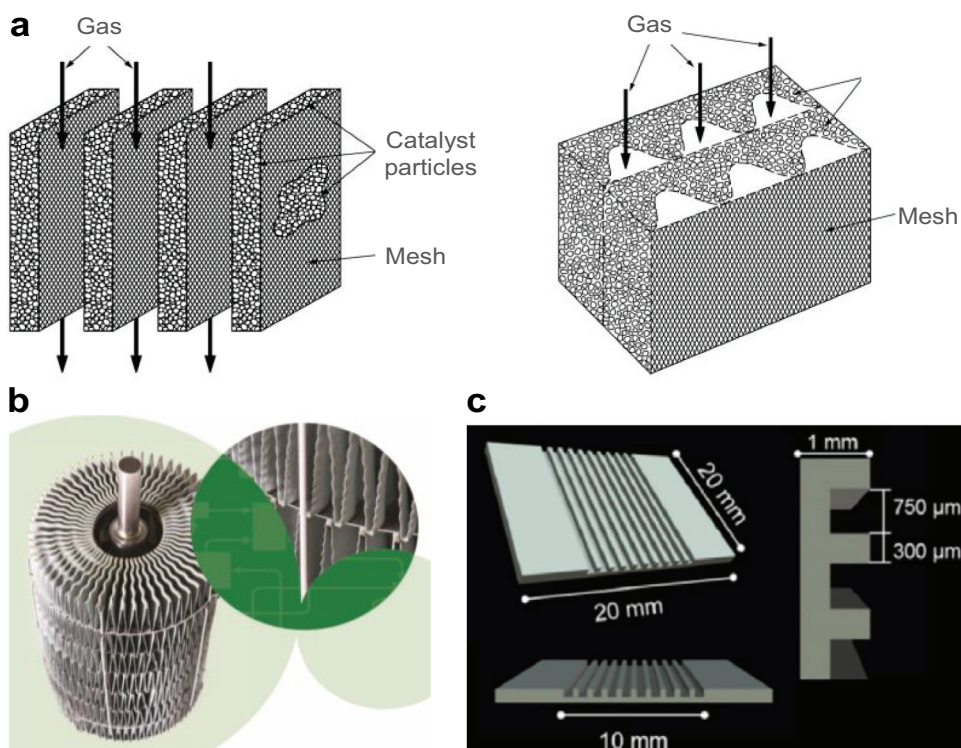 a
Gas
Catalyst
particles
Mesh
Gas
Mesh
b
c
20 mm
20 mm
10 mm
1 mm
750 µm
300 µm